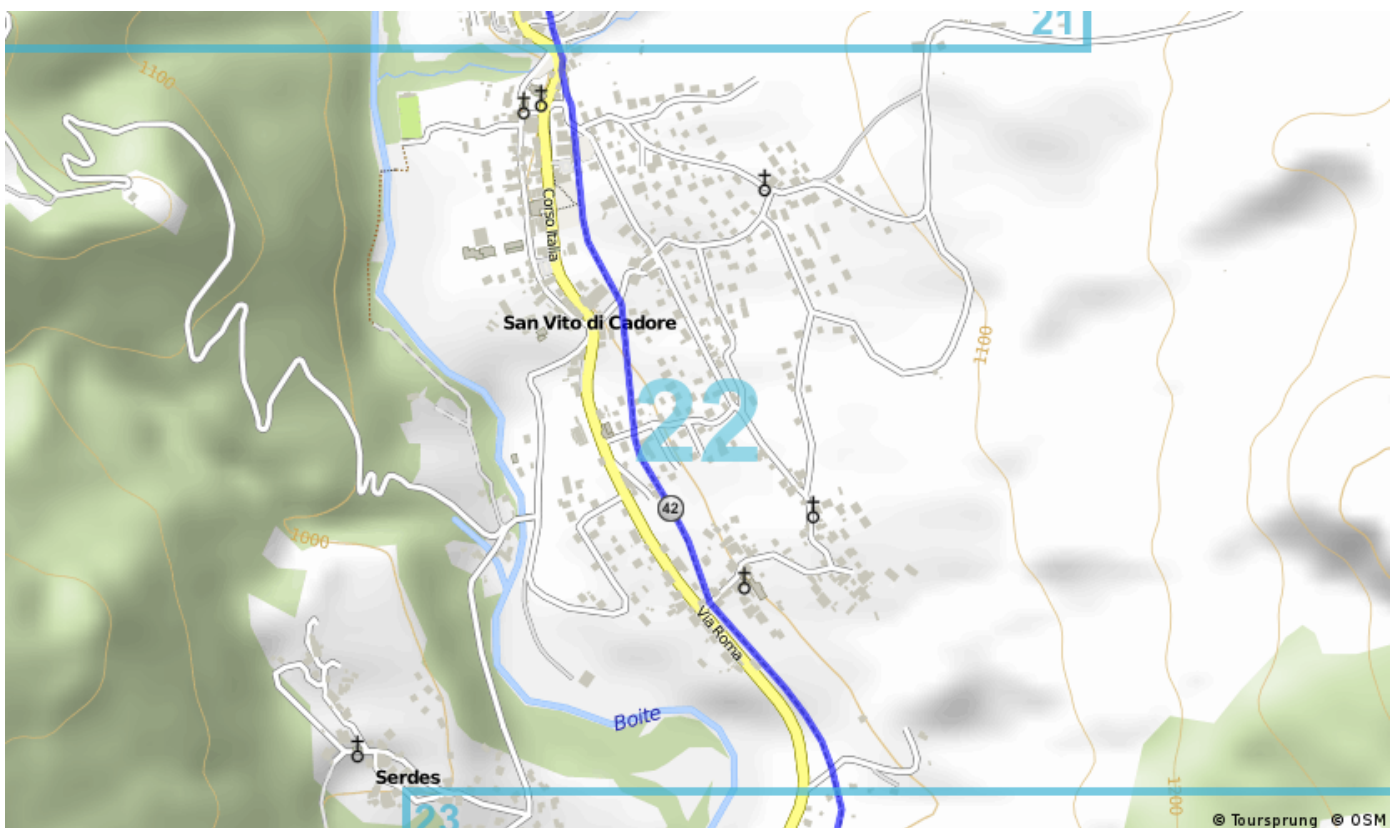 21
1100
Corso Italia
San Vito di Cadore
1100
22
42
1000
Via Roma
Boite
Serdes
23
1200
© Toursprung © OSM